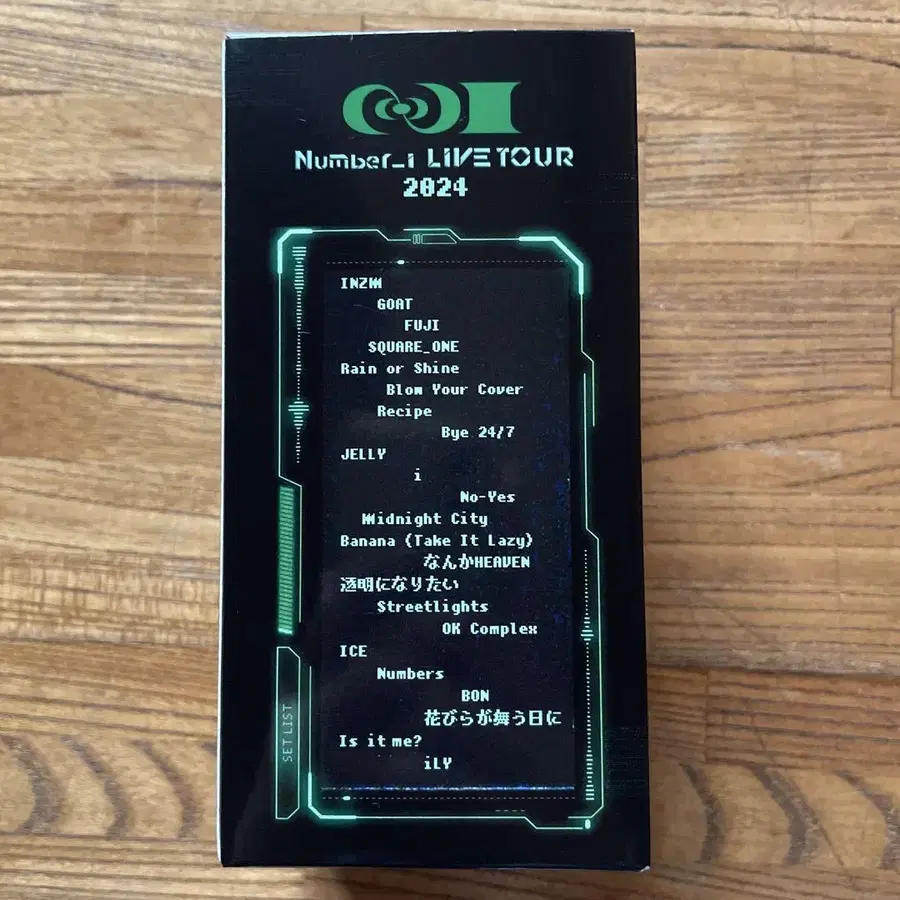 Number_i LIVE TOUR
2024
INZM
GOAT
FUJI
SQUARE_ONE
Rain or Shine
Blow Your Cover
Recipe
Bye 24/7
JELLY
i
No-Yes
Midnight City
Banana (Take It Lazy)
なんかHEAVEN
透明になりたい
Streetlights
OK Complex
ICE
Numbers
BON
花びらが舞う日に
Is it me?
iLY
SET LIST